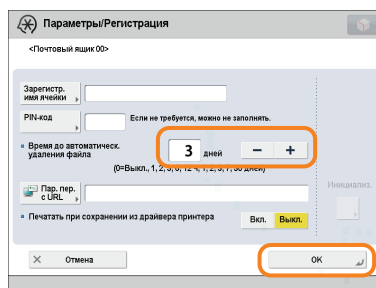 Параметры/Регистрация
<Почтовый ящик 00>
Зарегистр.
имя ячейки
PIN-код
Если не требуется, можно не заполнять.
Время до автоматическ.
удаления файла
3 дней − +
(0=Выкл., 1, 2, 3, 6, 12 ч, 1, 2, 3, 7, 30 дней)
Пар. пер.
с URL
Инициализ.
Печатать при сохранении из драйвера принтера
Вкл. Выкл.
× Отмена
OK